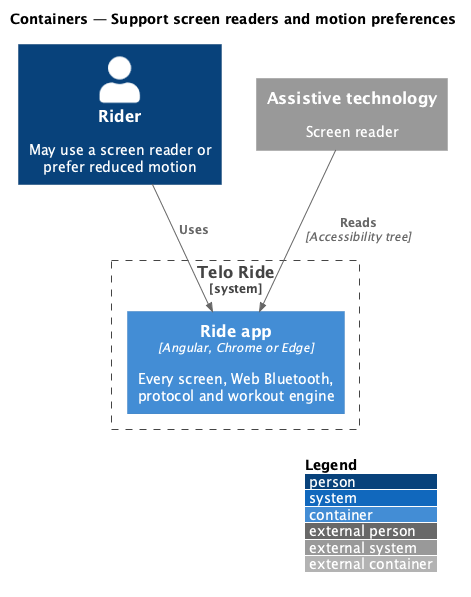 Containers — Support screen readers and motion preferences
Rider
May use a screen reader or
prefer reduced motion
Assistive technology
Screen reader
Uses
Reads
[Accessibility tree]
Telo Ride
[system]
Ride app
[Angular, Chrome or Edge]
Every screen, Web Bluetooth,
protocol and workout engine
Legend
person
system
container
external person
external system
external container